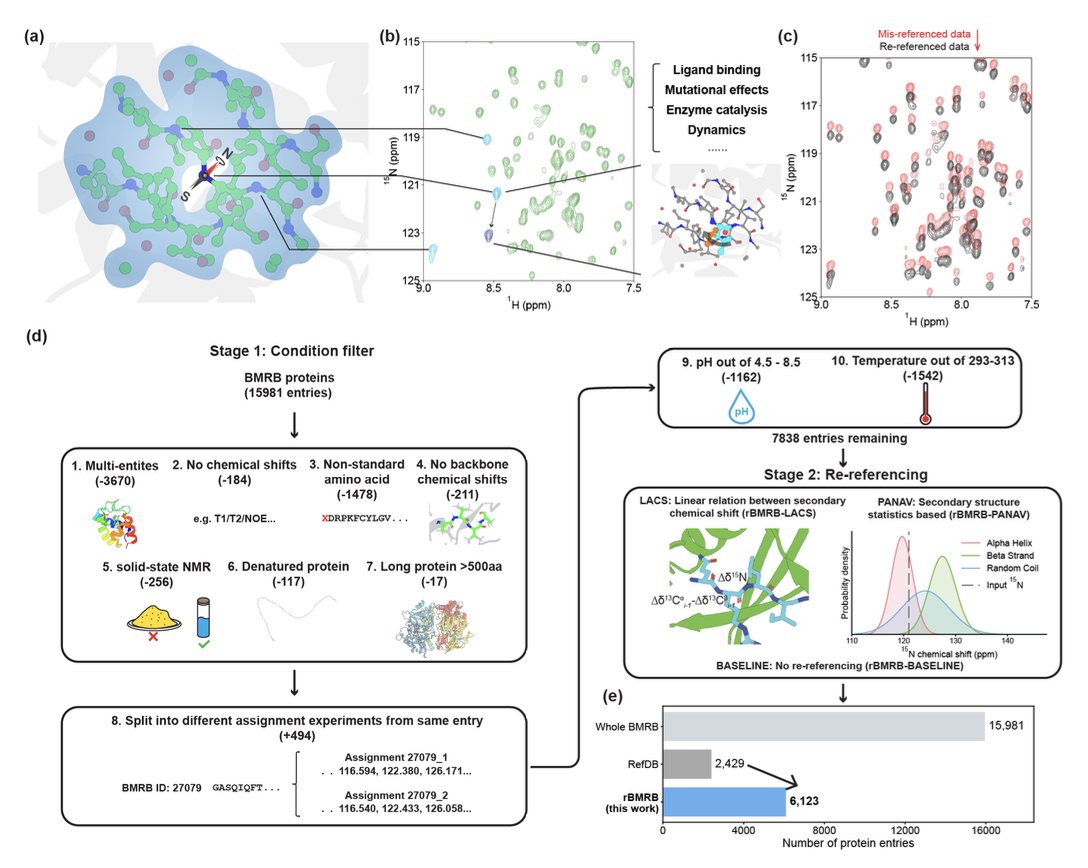 (a)
N
S
(b)
115
117
119
121
123
125
15N (ppm)
9.0 8.5 8.0 7.5
1H (ppm)
Ligand binding
Mutational effects
Enzyme catalysis
Dynamics
......
(c)
Mis-referenced data
Re-referenced data
115
117
119
121
123
125
15N (ppm)
9.0 8.5 8.0 7.5
1H (ppm)
(d)
Stage 1: Condition filter
BMRB proteins
(15981 entries)
1. Multi-entites
(-3670)
2. No chemical shifts
(-184)
e.g. T1/T2/NOE...
3. Non-standard
amino acid
(-1478)
XDRPKFCYLGV...
4. No backbone
chemical shifts
(-211)
5. solid-state NMR
(-256)
6. Denatured protein
(-117)
7. Long protein >500aa
(-17)
8. Split into different assignment experiments from same entry
(+494)
BMRB ID: 27079 GASQIQFT...
Assignment 27079_1
. . 116.594, 122.380, 126.171...
Assignment 27079_2
. . 116.540, 122.433, 126.058...
9. pH out of 4.5 - 8.5
(-1162)
pH
10. Temperature out of 293-313
(-1542)
7838 entries remaining
Stage 2: Re-referencing
LACS: Linear relation between secondary
chemical shift (rBMRB-LACS)
Δδ15N
Δδ13Cαi-1-Δδ13Cβi-1
PANAV: Secondary structure
statistics based (rBMRB-PANAV)
Probability density
Alpha Helix
Beta Strand
Random Coil
Input 15N
110 120 130 140
15N chemical shift (ppm)
BASELINE: No re-referencing (rBMRB-BASELINE)
(e)
Whole BMRB 15,981
RefDB 2,429
rBMRB
(this work) 6,123
0 4000 8000 12000 16000
Number of protein entries